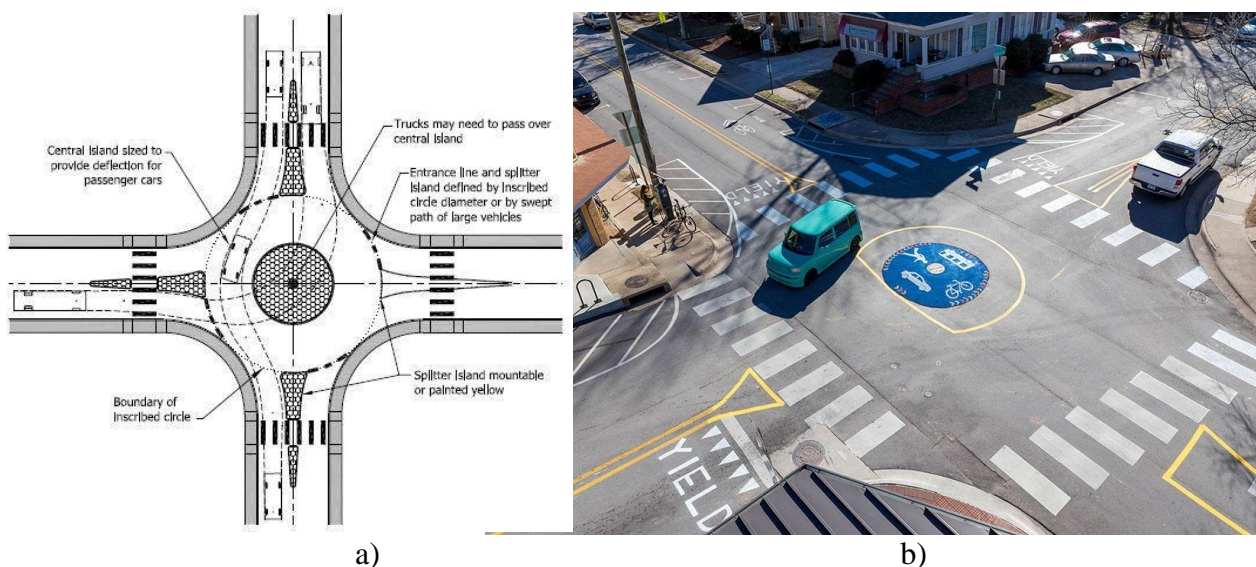 Trucks may need to pass over
central island
Central island sized to
provide deflection for
passenger cars
Entrance line and splitter
island defined by inscribed
circle diameter or by swept
path of large vehicles
Boundary of
inscribed circle
Splitter island mountable
or painted yellow
YIELD
YIELD
YIELD
a)
b)